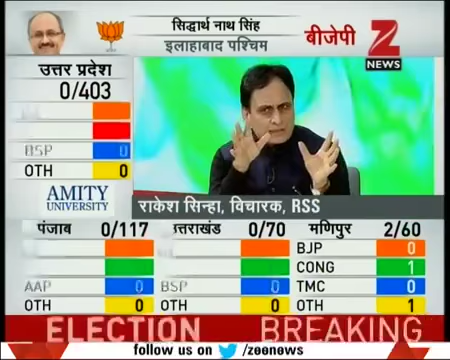 सिद्धार्थ नाथ सिंह
इलाहाबाद पश्चिम
बीजेपी
Z
NEWS
उत्तर प्रदेश
0/403
BSP 0
OTH 0
AMITY
UNIVERSITY
राकेश सिन्हा, विचारक, RSS
पंजाब 0/117
AAP 0
OTH 0
उत्तराखंड 0/70
BSP 0
OTH 0
मणिपुर 2/60
BJP 0
CONG 1
TMC 0
OTH 1
ELECTION BREAKING
follow us on /zeenews